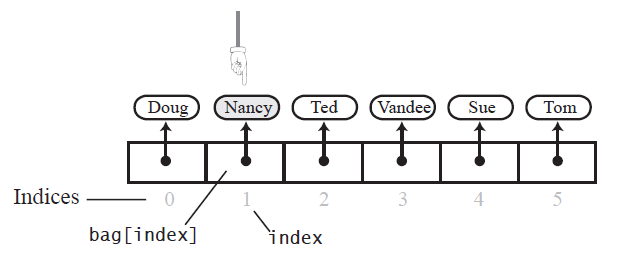 Doug Nancy Ted Vandee Sue Tom
Indices 0 1 2 3 4 5
bag[index] index